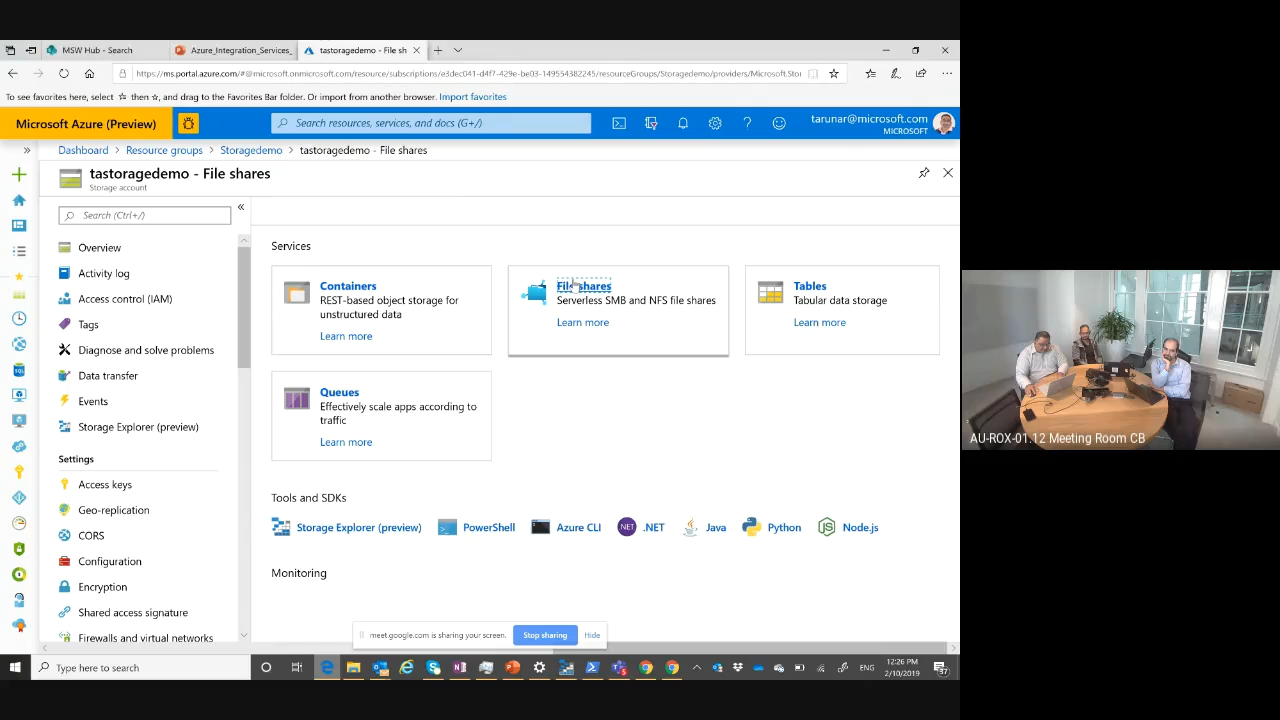 MSW Hub - Search
Azure_Integration_Services_
tastoragedemo - File sh
https://ms.portal.azure.com/#@microsoft.onmicrosoft.com/resource/subscriptions/e3dec041-d4f7-429e-be03-149554382245/resourceGroups/Storagedemo/providers/Microsoft.Stor
To see favorites here, select ☆ then ☆, and drag to the Favorites Bar folder. Or import from another browser. Import favorites
Microsoft Azure (Preview)
Search resources, services, and docs (G+/)
tarunar@microsoft.com
MICROSOFT
Dashboard > Resource groups > Storagedemo > tastoragedemo - File shares
tastoragedemo - File shares
Storage account
Search (Ctrl+/)
Overview
Activity log
Access control (IAM)
Tags
Diagnose and solve problems
Data transfer
Events
Storage Explorer (preview)
Settings
Access keys
Geo-replication
CORS
Configuration
Encryption
Shared access signature
Firewalls and virtual networks
Services
Containers
REST-based object storage for
unstructured data
Learn more
File shares
Serverless SMB and NFS file shares
Learn more
Tables
Tabular data storage
Learn more
Queues
Effectively scale apps according to
traffic
Learn more
Tools and SDKs
Storage Explorer (preview)
PowerShell
Azure CLI
.NET
Java
Python
Node.js
Monitoring
meet.google.com is sharing your screen.
Stop sharing
Hide
Type here to search
ENG
12:26 PM
2/10/2019
AU-ROX-01.12 Meeting Room CB